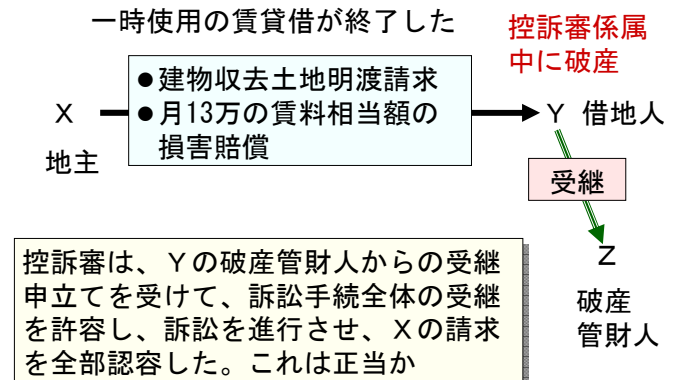 一時使用の賃貸借が終了した
控訴審係属
中に破産
●建物収去土地明渡請求
●月13万の賃料相当額の
損害賠償
X
地主
Y 借地人
受継
Z
破産
管財人
控訴審は、Yの破産管財人からの受継
申立てを受けて、訴訟手続全体の受継
を許容し、訴訟を進行させ、Xの請求
を全部認容した。これは正当か